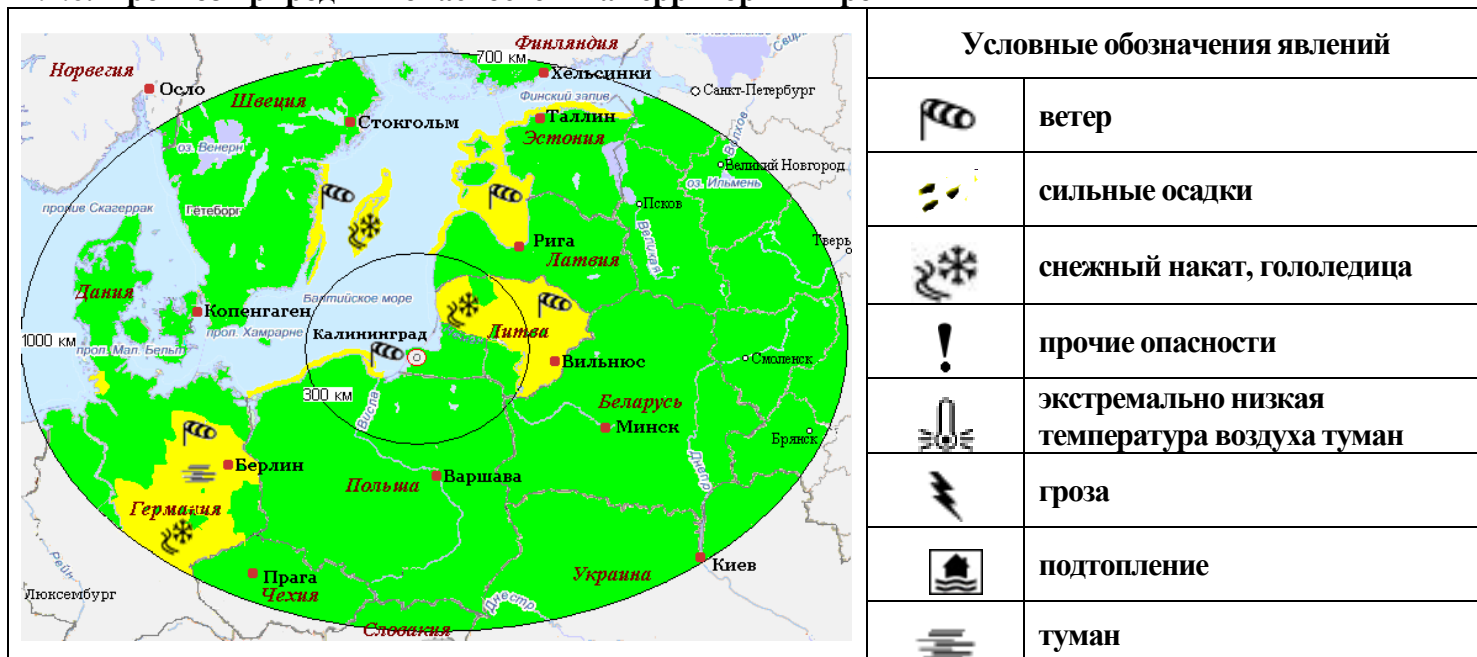 Норвегия
Осло
Швеция
Финляндия
700 км
Хельсинки
Финский залив
Санкт-Петербург
Стокгольм
Таллин
Эстония
оз. Венерн
Волхов
Великий Новгород
оз. Ильмень
Псков
Великая
пролив Скагеррак
Гетеборг
Рига
Латвия
Тверь
Дания
Балтийское море
Копенгаген
прол. Хамрарне
Калининград
Литва
1000 км
прол. Мал. Бельт
Вильнюс
Смоленск
300 км
Висла
Беларусь
Минск
Брянск
Днепр
Берлин
Польша
Варшава
Германия
Рейн
Прага
Чехия
Украина
Киев
Люксембург
Днестр
Словакия
Условные обозначения явлений
ветер
сильные осадки
снежный накат, гололедица
прочие опасности
экстремально низкая
температура воздуха туман
гроза
подтопление
туман